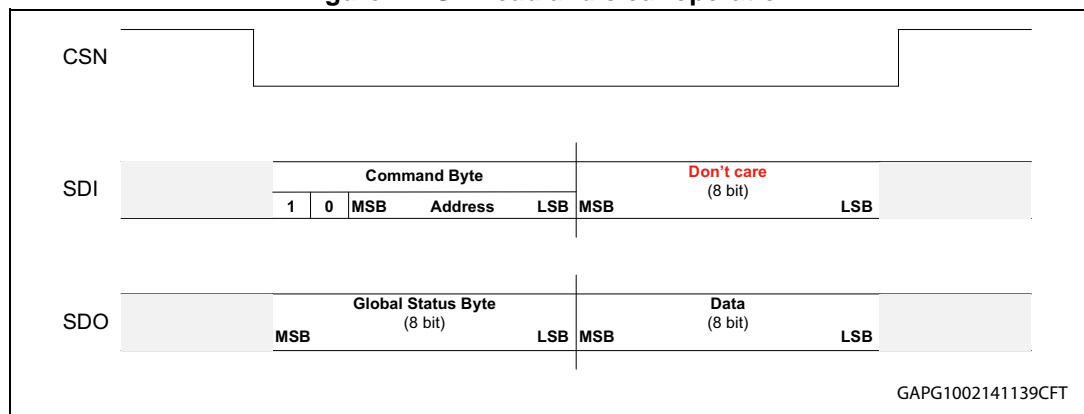 CSN
SDI
Command Byte
Don't care
(8 bit)
1 0 MSB Address LSB MSB LSB
SDO
Global Status Byte
(8 bit)
Data
(8 bit)
MSB LSB MSB LSB
GAPG1002141139CFT